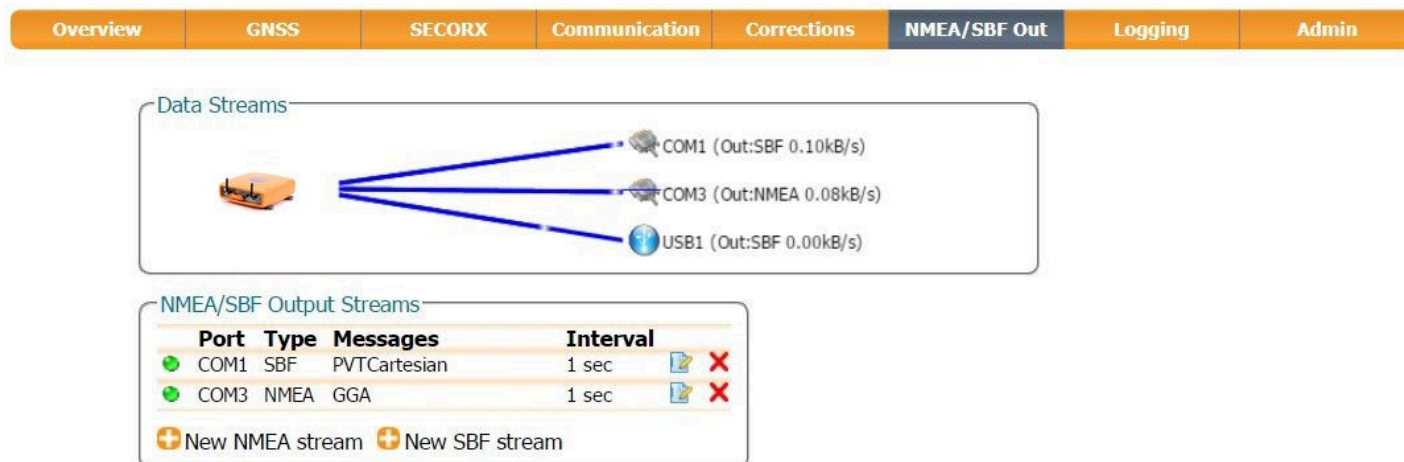 Overview GNSS SECORX Communication Corrections NMEA/SBF Out Logging Admin
Data Streams
COM1 (Out:SBF 0.10kB/s)
COM3 (Out:NMEA 0.08kB/s)
USB1 (Out:SBF 0.00kB/s)
NMEA/SBF Output Streams
Port Type Messages Interval
COM1 SBF PVTCartesian 1 sec
COM3 NMEA GGA 1 sec
New NMEA stream New SBF stream